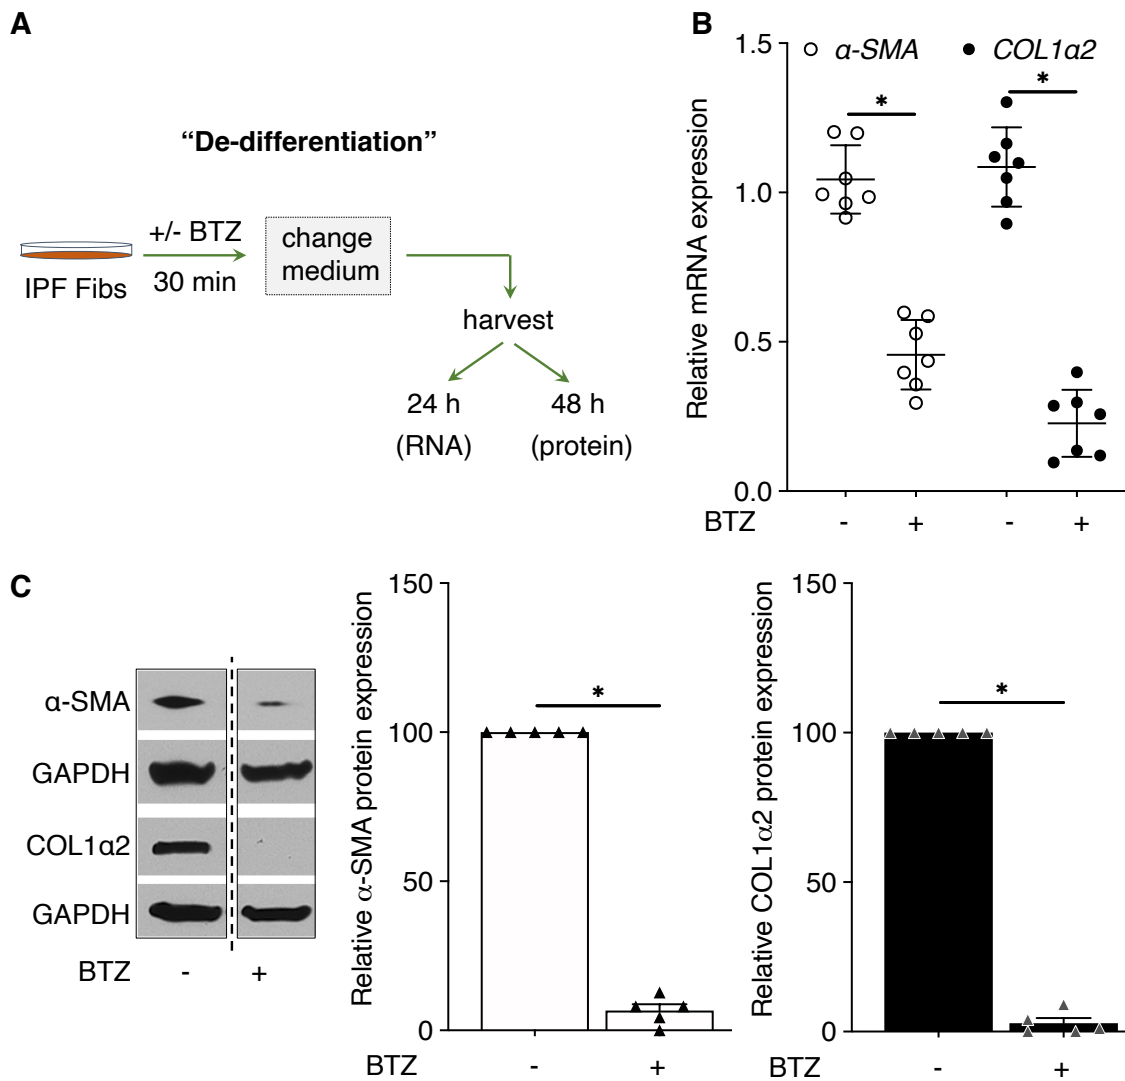 A
“De-differentiation”
+/- BTZ
30 min
IPF Fibs
change
medium
harvest
24 h
(RNA)
48 h
(protein)
B
Relative mRNA expression
1.5
1.0
0.5
0.0
α-SMA
COL1α2
*
*
BTZ
-
+
-
+
C
α-SMA
GAPDH
COL1α2
GAPDH
BTZ
-
+
Relative α-SMA protein expression
150
100
50
0
*
BTZ
-
+
Relative COL1α2 protein expression
150
100
50
0
*
BTZ
-
+